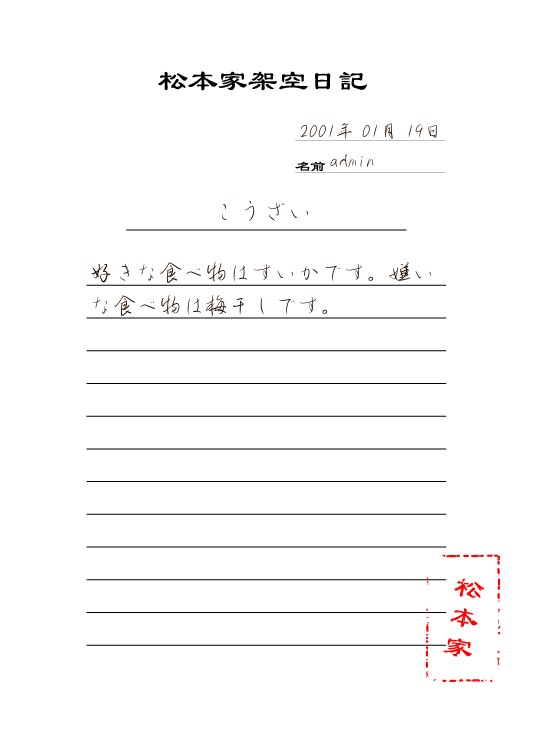 松本家架空日記
2001年 01月 19日
名前 admin
こうざい
好きな食べ物はすいかです。嫌い
な食べ物は梅干しです。
松
本
家